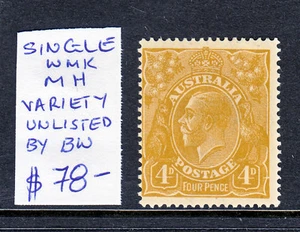 SINGLE
WMK
MH
VARIETY
UNLISTED
BY BW
$78-
AUSTRALIA
4D POSTAGE 4D
FOUR PENCE